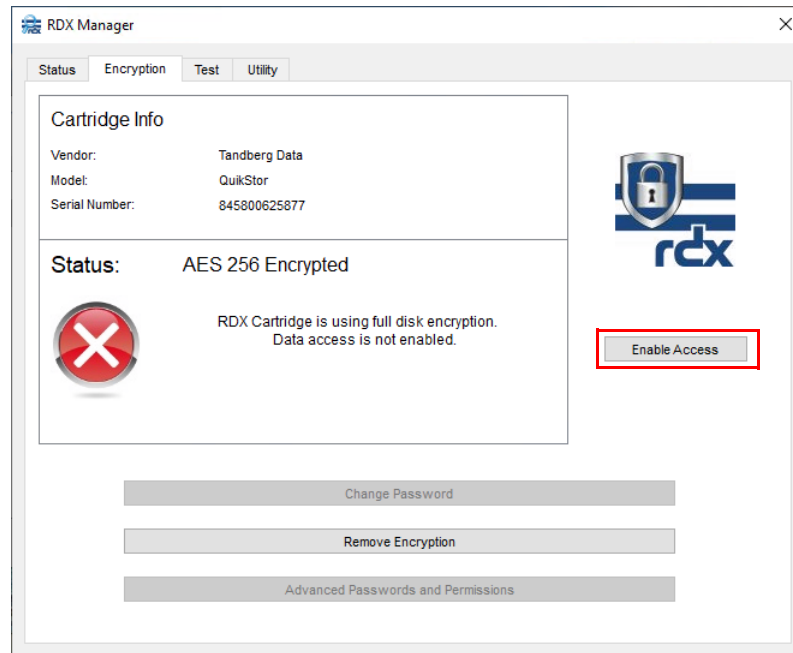 RDX Manager
Status Encryption Test Utility
Cartridge Info
Vendor: Tandberg Data
Model: QuikStor
Serial Number: 845800625877
rdx
Status: AES 256 Encrypted
RDX Cartridge is using full disk encryption.
Data access is not enabled.
Enable Access
Change Password
Remove Encryption
Advanced Passwords and Permissions